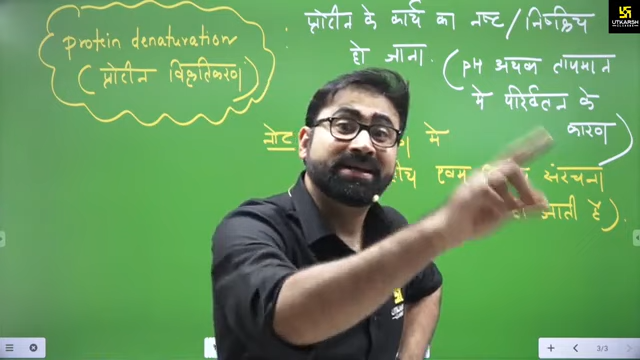 protein denaturation
(प्रोटीन विकृतिकरण)
: प्रोटीन के कार्य का नष्ट/निष्क्रिय
हो जाना. (PH अथवा तापमान
में परिवर्तन के
कारण)
नोट में
एवम संरचना
जाती है).
UTKARSH
3/3